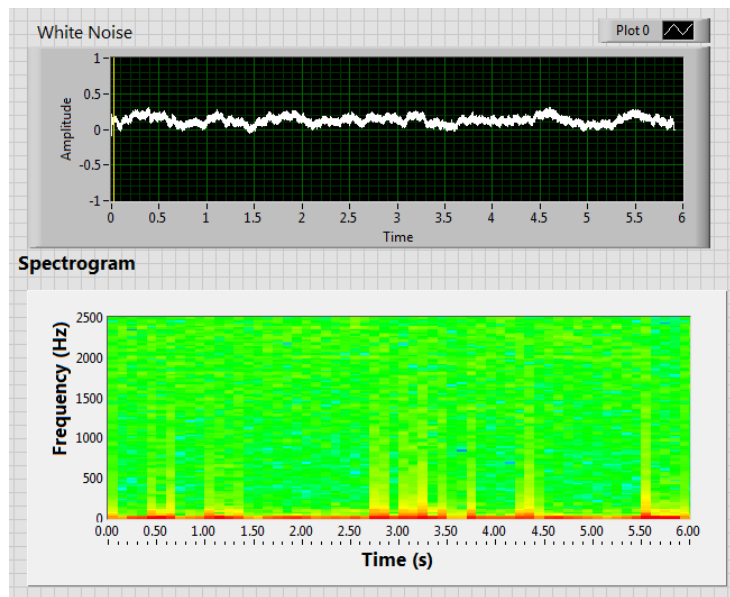 White Noise
Plot 0
1
0.5
0
-0.5
-1
Amplitude
0 0.5 1 1.5 2 2.5 3 3.5 4 4.5 5 5.5 6
Time
Spectrogram
2500
2000
1500
1000
500
0
Frequency (Hz)
0.00 0.50 1.00 1.50 2.00 2.50 3.00 3.50 4.00 4.50 5.00 5.50 6.00
Time (s)